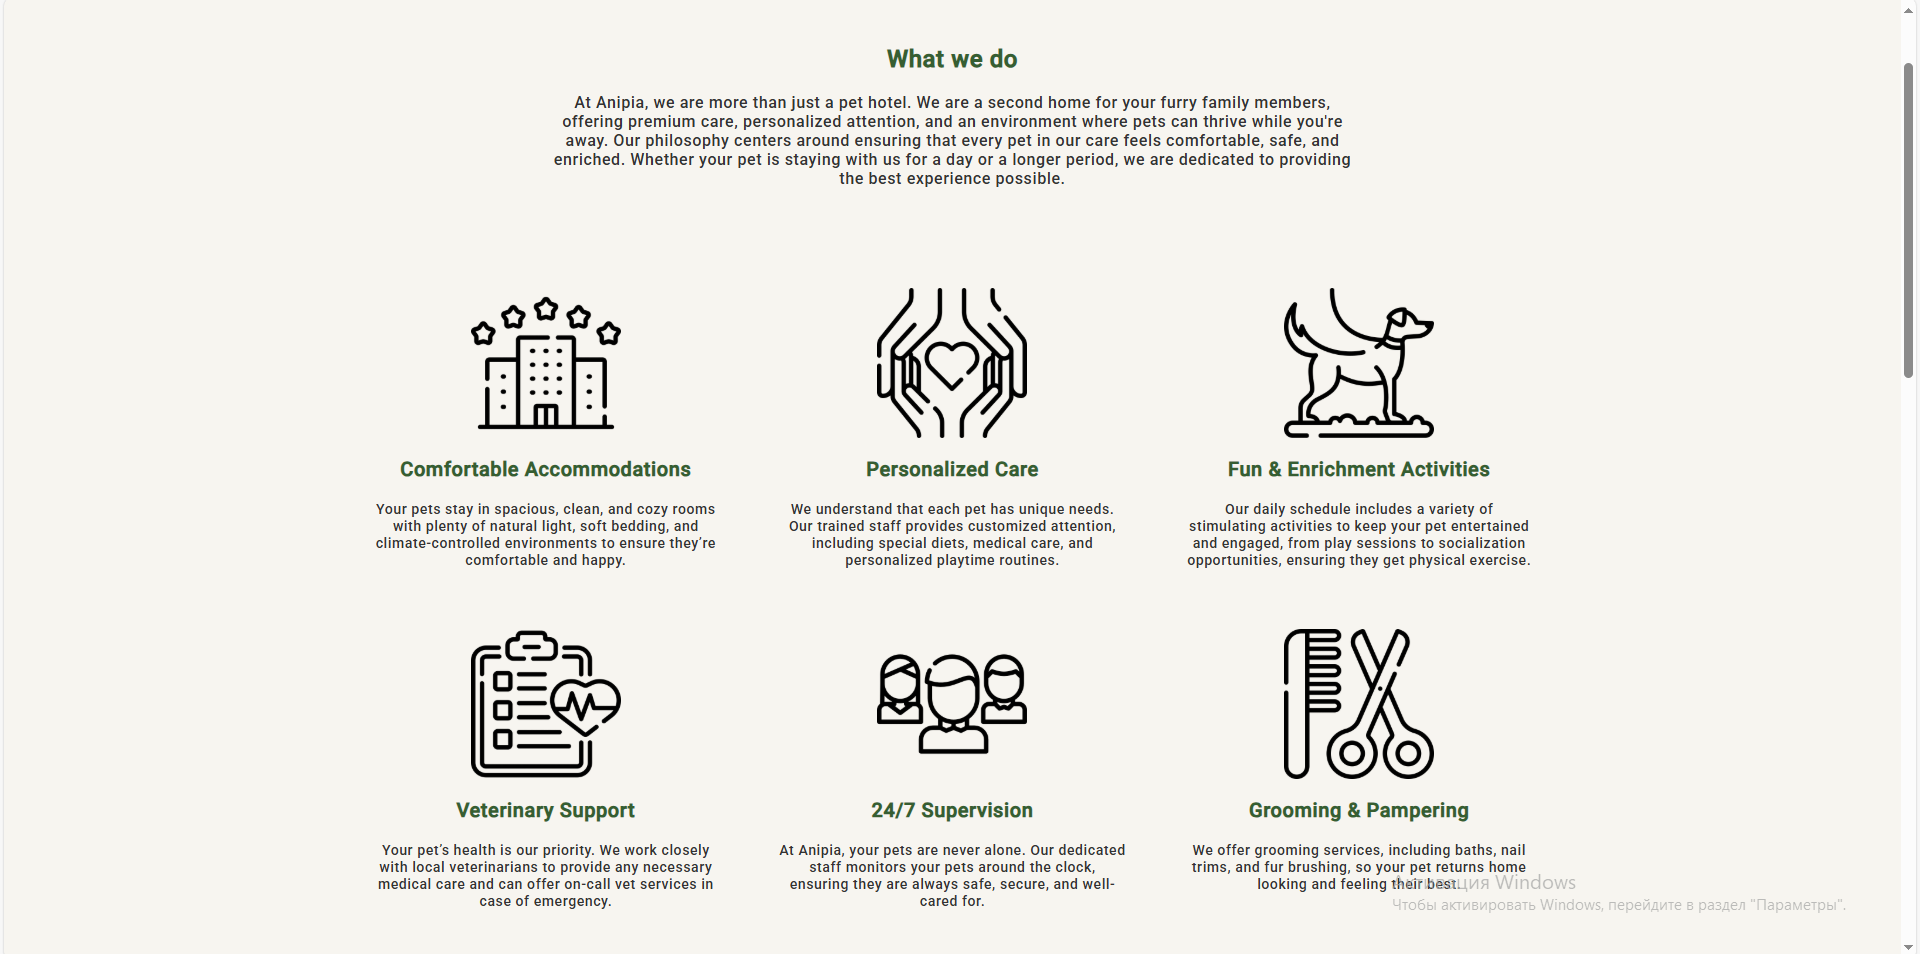 What we do
At Anipia, we are more than just a pet hotel. We are a second home for your furry family members,
offering premium care, personalized attention, and an environment where pets can thrive while you're
away. Our philosophy centers around ensuring that every pet in our care feels comfortable, safe, and
enriched. Whether your pet is staying with us for a day or a longer period, we are dedicated to providing
the best experience possible.
Comfortable Accommodations
Your pets stay in spacious, clean, and cozy rooms
with plenty of natural light, soft bedding, and
climate-controlled environments to ensure they’re
comfortable and happy.
Personalized Care
We understand that each pet has unique needs.
Our trained staff provides customized attention,
including special diets, medical care, and
personalized playtime routines.
Fun & Enrichment Activities
Our daily schedule includes a variety of
stimulating activities to keep your pet entertained
and engaged, from play sessions to socialization
opportunities, ensuring they get physical exercise.
Veterinary Support
Your pet’s health is our priority. We work closely
with local veterinarians to provide any necessary
medical care and can offer on-call vet services in
case of emergency.
24/7 Supervision
At Anipia, your pets are never alone. Our dedicated
staff monitors your pets around the clock,
ensuring they are always safe, secure, and well-
cared for.
Grooming & Pampering
We offer grooming services, including baths, nail
trims, and fur brushing, so your pet returns home
looking and feeling their best.
Активация Windows
Чтобы активировать Windows, перейдите в раздел "Параметры".